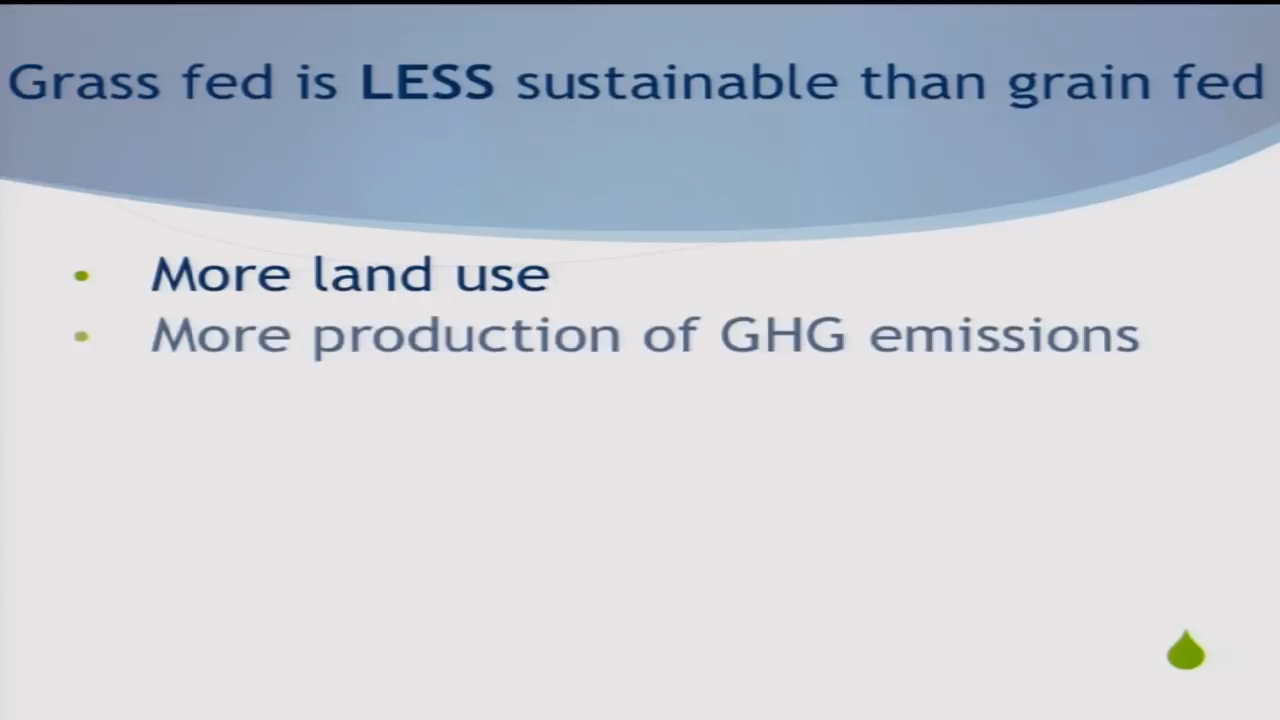 Grass fed is LESS sustainable than grain fed
• More land use
• More production of GHG emissions